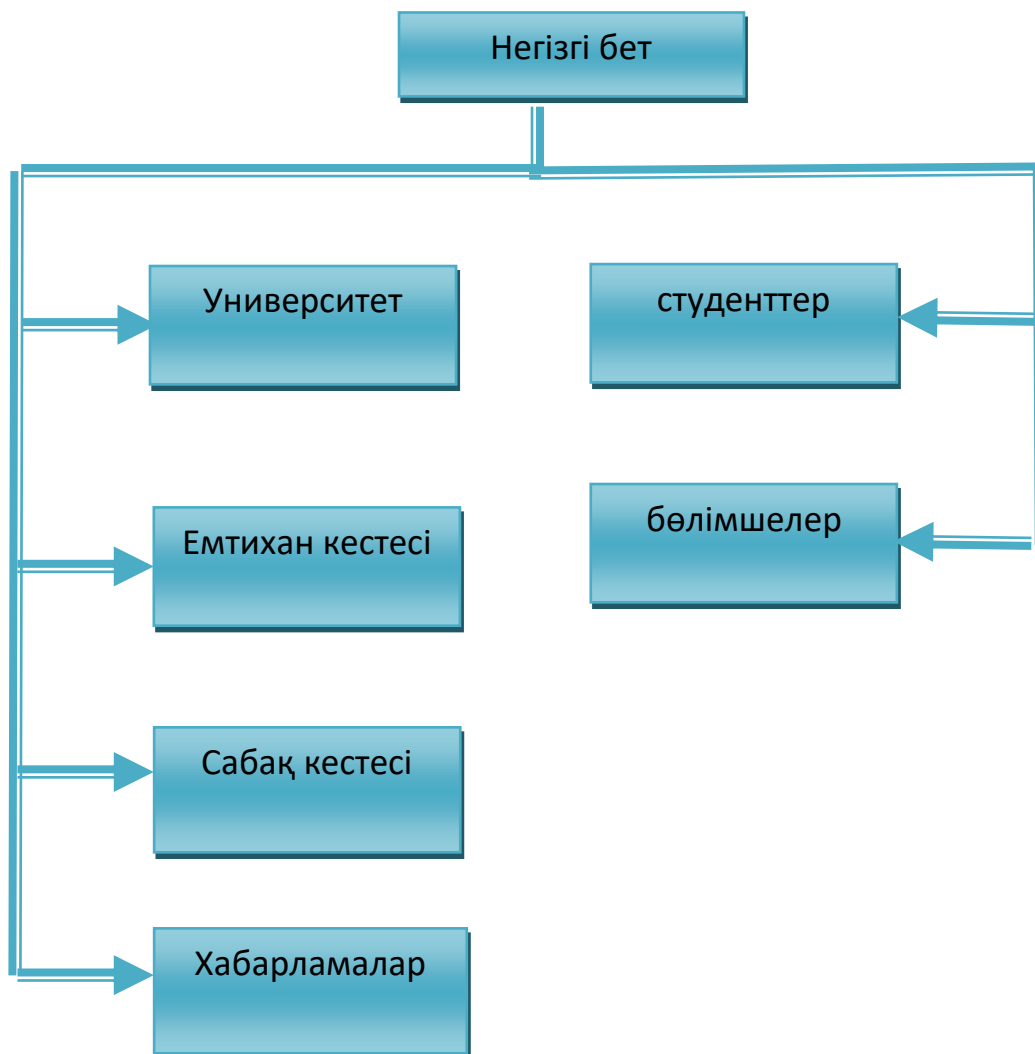 Негізгі бет
Университет
студенттер
Емтихан кестесі
бөлімшелер
Сабақ кестесі
Хабарламалар